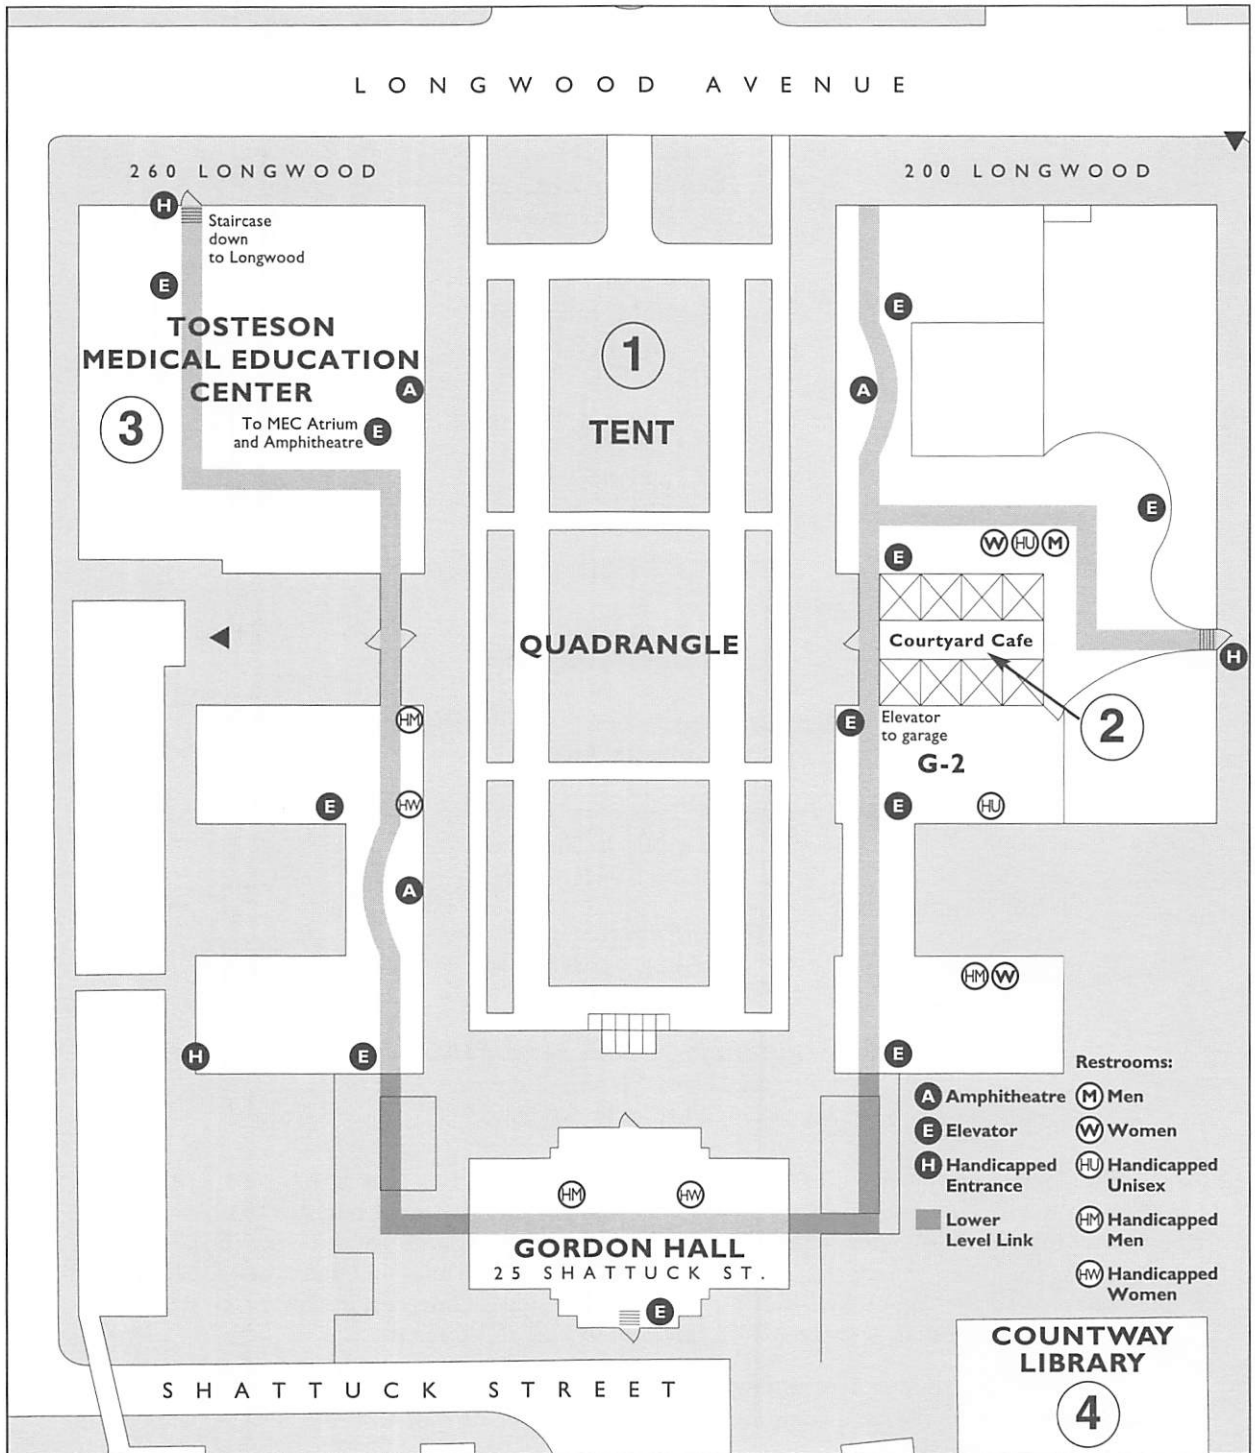 LONGWOOD AVENUE
260 LONGWOOD
200 LONGWOOD
H
Staircase
down
to Longwood
E
TOSTESON
MEDICAL EDUCATION
CENTER
A
3
To MEC Atrium
and Amphitheatre
E
1
TENT
E
A
E
W HU M
E
QUADRANGLE
Courtyard Cafe
H
2
HM
E
Elevator
to garage
G-2
E
HW
E
HU
A
HM W
H
E
E
Restrooms:
A Amphitheatre
E Elevator
H Handicapped
Entrance
Lower
Level Link
M Men
W Women
HU Handicapped
Unisex
HM Handicapped
Men
HW Handicapped
Women
HM
HW
GORDON HALL
25 SHATTUCK ST.
E
COUNTWAY
LIBRARY
4
SHATTUCK STREET